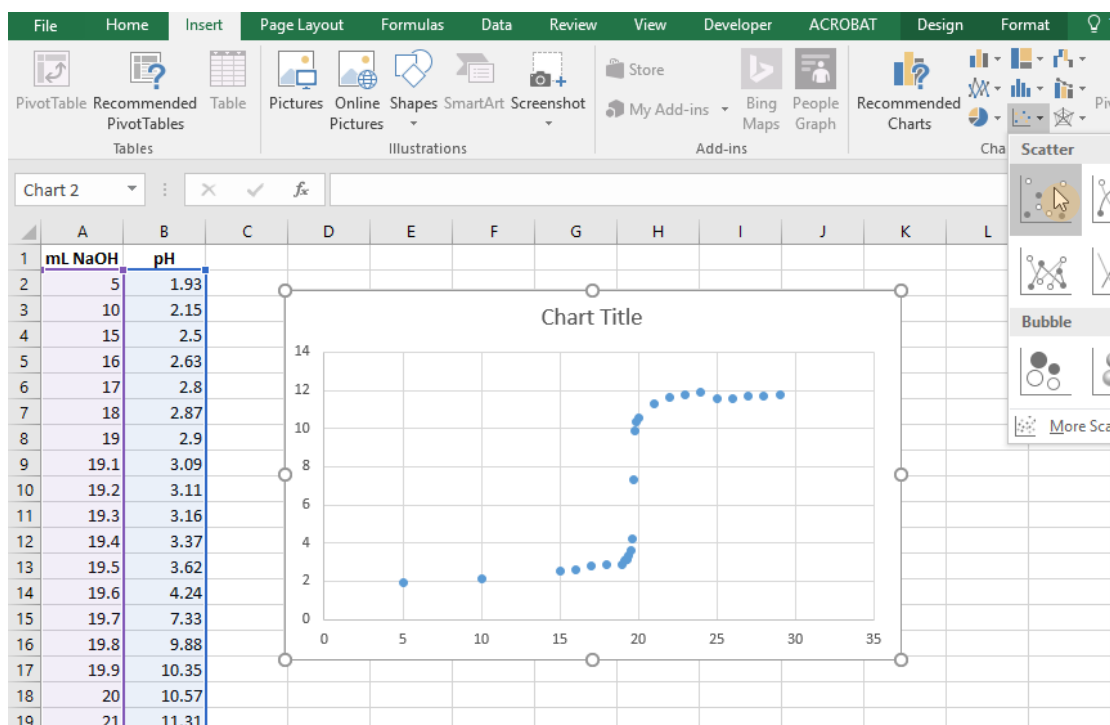 File Home Insert Page Layout Formulas Data Review View Developer ACROBAT Design Format
PivotTable Recommended PivotTables Table
Tables
Pictures Online Pictures Shapes SmartArt Screenshot
Illustrations
Store
My Add-ins
Bing Maps People Graph
Add-ins
Recommended Charts
Cha
Scatter
Bubble
More Sca
Chart 2 fx
A B C D E F G H I J K L
1 mL NaOH pH
2 5 1.93
3 10 2.15
4 15 2.5
5 16 2.63
6 17 2.8
7 18 2.87
8 19 2.9
9 19.1 3.09
10 19.2 3.11
11 19.3 3.16
12 19.4 3.37
13 19.5 3.62
14 19.6 4.24
15 19.7 7.33
16 19.8 9.88
17 19.9 10.35
18 20 10.57
19 21 11.31
Chart Title
14
12
10
8
6
4
2
0
0 5 10 15 20 25 30 35